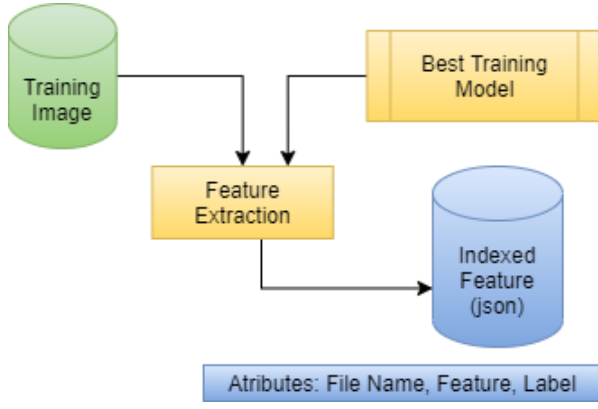 Training
Image
Best Training
Model
Feature
Extraction
Indexed
Feature
(json)
Atributes: File Name, Feature, Label